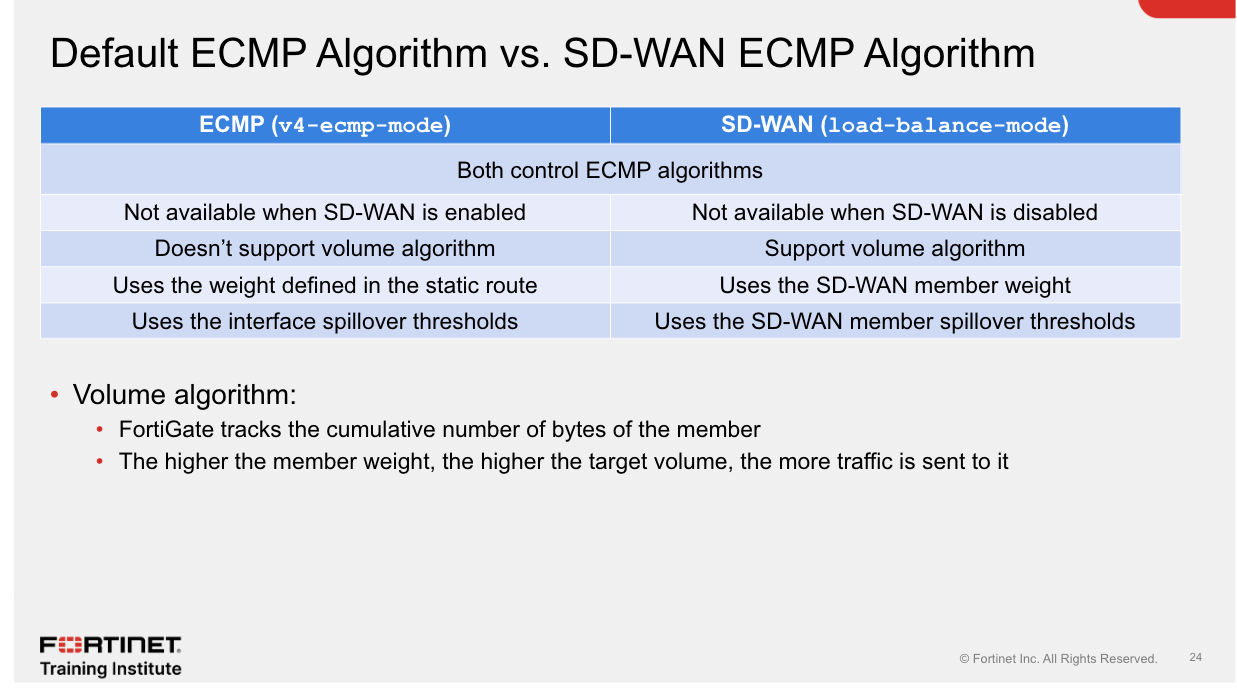 Default ECMP Algorithm vs. SD-WAN ECMP Algorithm
ECMP (v4-ecmp-mode) SD-WAN (load-balance-mode)
Both control ECMP algorithms
Not available when SD-WAN is enabled Not available when SD-WAN is disabled
Doesn’t support volume algorithm Support volume algorithm
Uses the weight defined in the static route Uses the SD-WAN member weight
Uses the interface spillover thresholds Uses the SD-WAN member spillover thresholds
• Volume algorithm:
• FortiGate tracks the cumulative number of bytes of the member
• The higher the member weight, the higher the target volume, the more traffic is sent to it
FORTINET
Training Institute
© Fortinet Inc. All Rights Reserved. 24